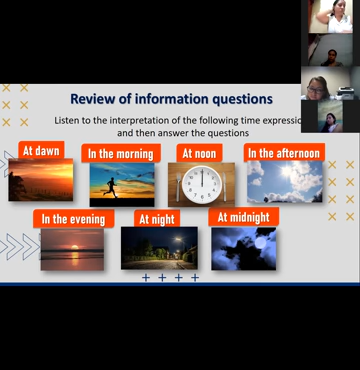 Review of information questions
Listen to the interpretation of the following time
and then answer the questions
At dawn
In the morning
At noon
In the afternoon
In the evening
At night
At midnight